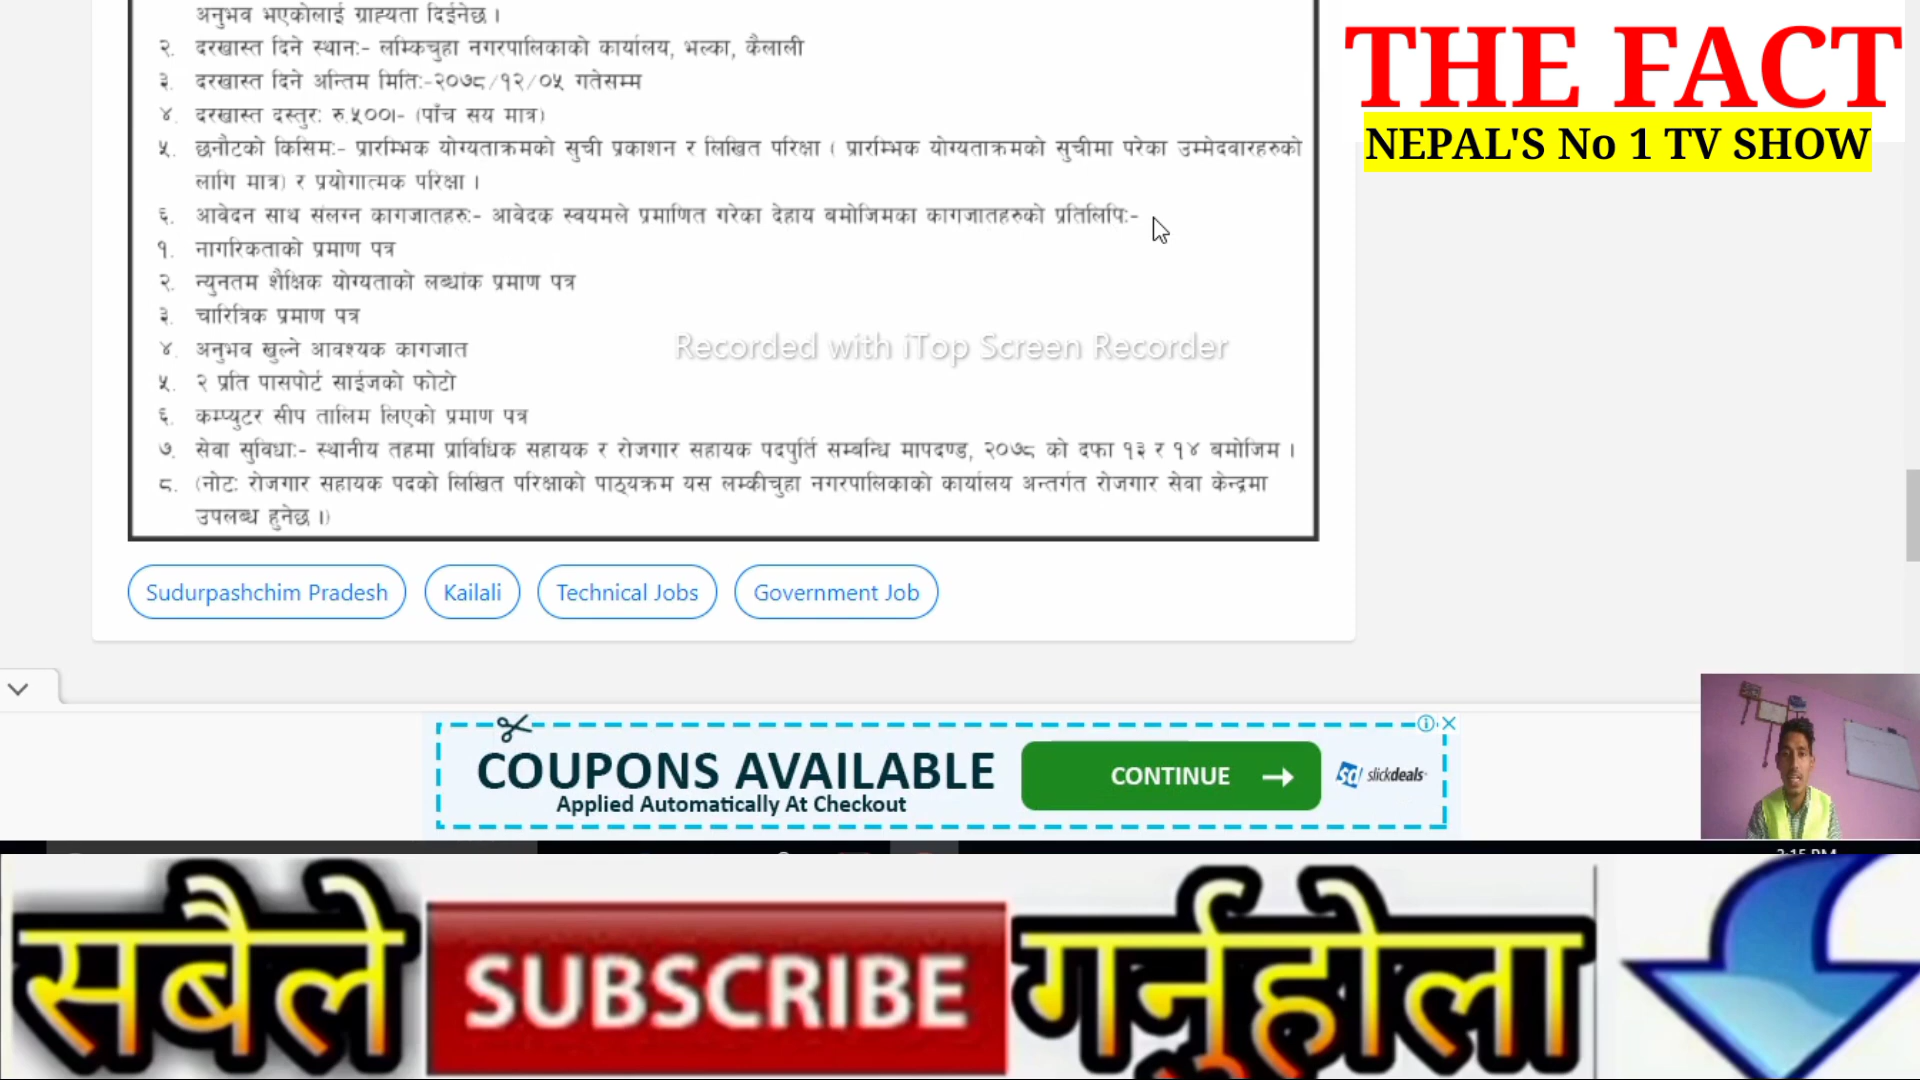 अनुभव भएकोलाई ग्राह्यता दिईनेछ ।
२. दरखास्त दिने स्थानः- लम्किचुहा नगरपालिकाको कार्यालय, भल्का, कैलाली
३. दरखास्त दिने अन्तिम मितिः-२०७८/१२/०५ गतेसम्म
४. दरखास्त दस्तुरः रु.५००।- (पाँच सय मात्र)
५. छनौटको किसिमः- प्रारम्भिक योग्यताक्रमको सुची प्रकाशन र लिखित परिक्षा ( प्रारम्भिक योग्यताक्रमको सुचीमा परेका उम्मेदवारहरुको
लागि मात्र) र प्रयोगात्मक परिक्षा ।
६. आवेदन साथ संलग्न कागजातहरुः- आवेदक स्वयमले प्रमाणित गरेका देहाय बमोजिमका कागजातहरुको प्रतिलिपिः-
१. नागरिकताको प्रमाण पत्र
२. न्युनतम शैक्षिक योग्यताको लब्धांक प्रमाण पत्र
३. चारित्रिक प्रमाण पत्र
४. अनुभव खुल्ने आवश्यक कागजात
५. २ प्रति पासपोर्ट साईजको फोटो
६. कम्प्युटर सीप तालिम लिएको प्रमाण पत्र
७. सेवा सुविधाः- स्थानीय तहमा प्राविधिक सहायक र रोजगार सहायक पदपुर्ति सम्बन्धि मापदण्ड, २०७८ को दफा १३ र १४ बमोजिम ।
८. (नोटः रोजगार सहायक पदको लिखित परिक्षाको पाठ्यक्रम यस लम्कीचुहा नगरपालिकाको कार्यालय अन्तर्गत रोजगार सेवा केन्द्रमा
उपलब्ध हुनेछ ।)
THE FACT
NEPAL'S No 1 TV SHOW
Recorded with iTop Screen Recorder
Sudurpashchim Pradesh Kailali Technical Jobs Government Job
COUPONS AVAILABLE
Applied Automatically At Checkout
CONTINUE
sd slickdeals
3:15 PM
सबैले SUBSCRIBE गर्नुहोला